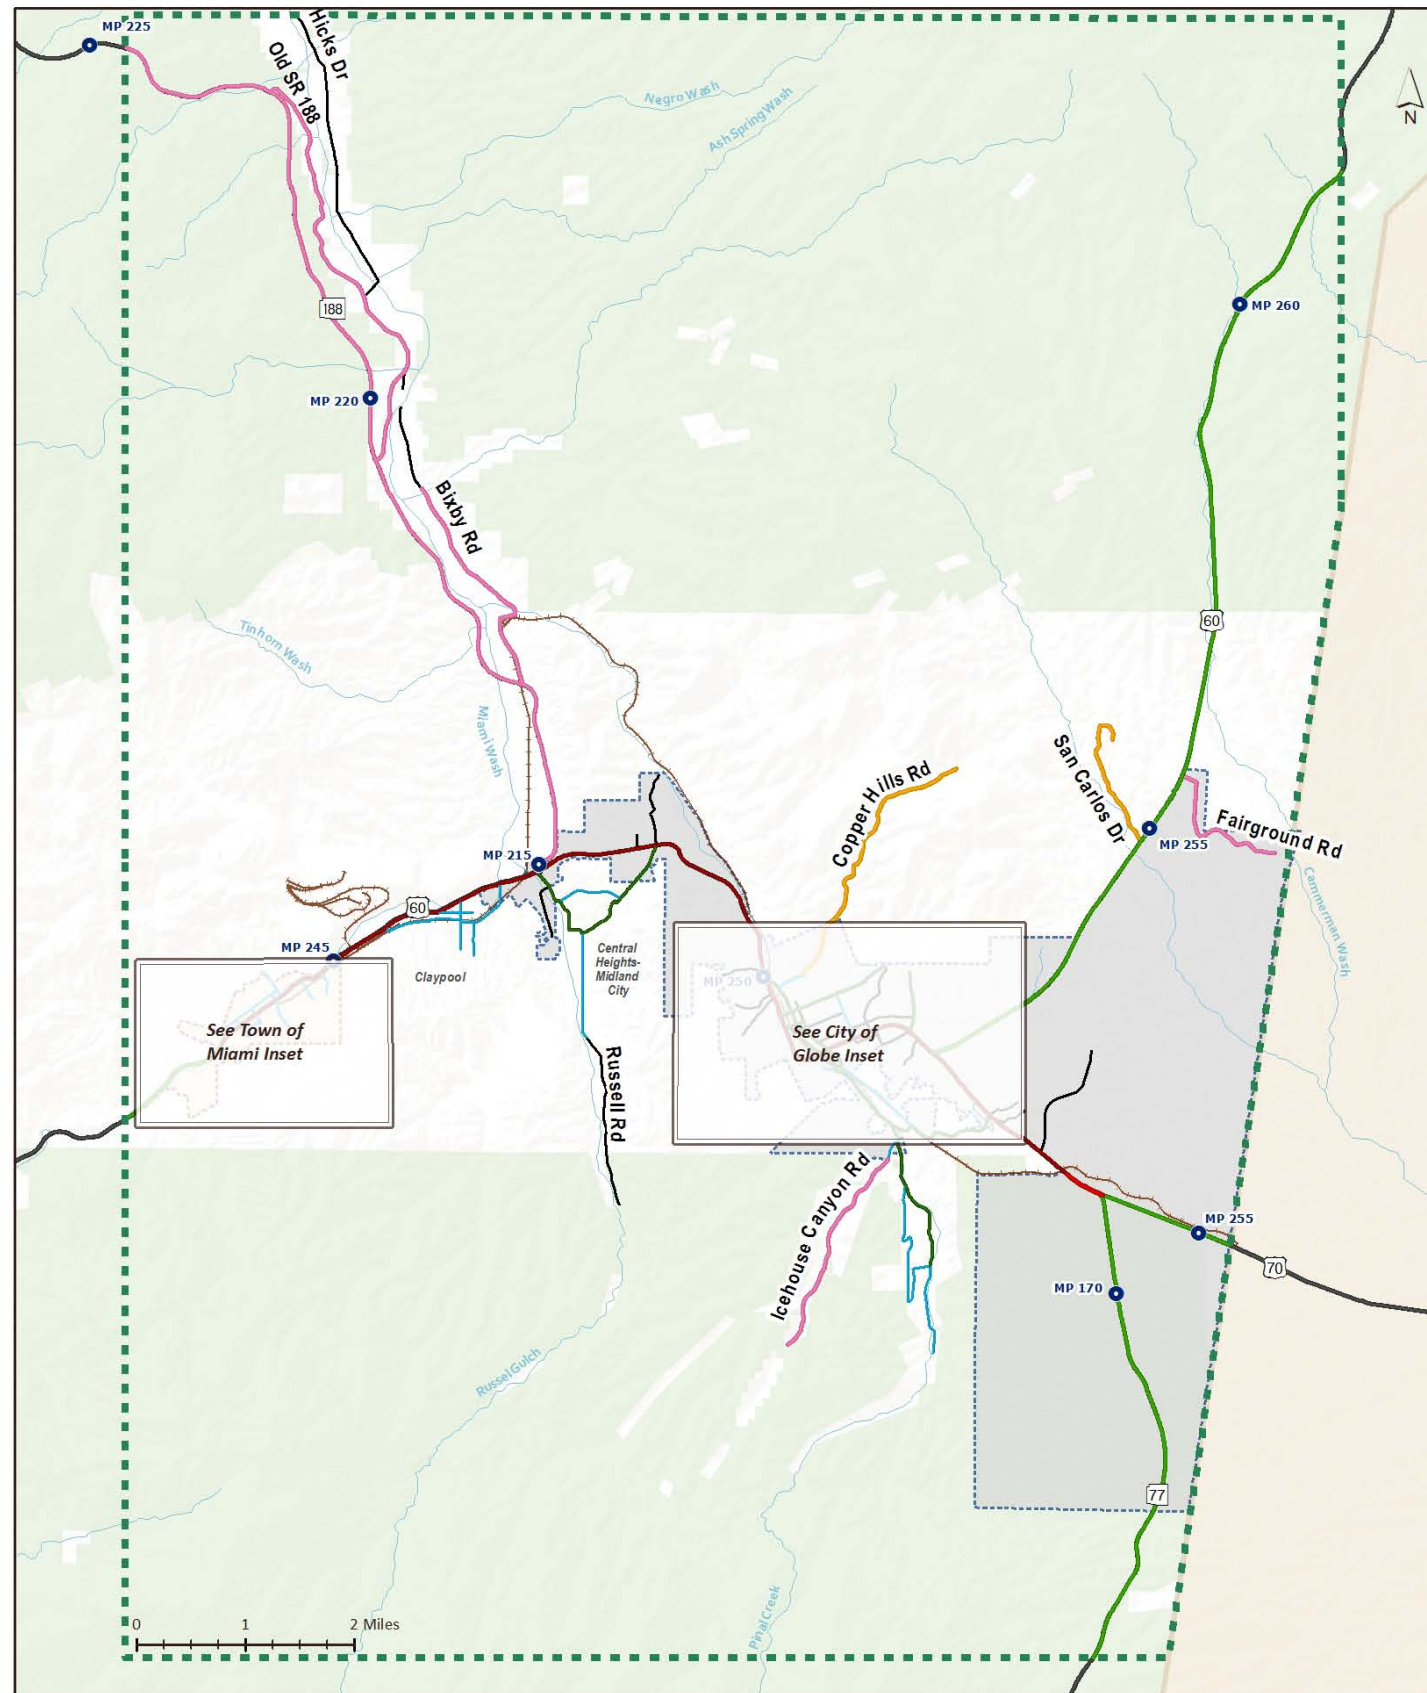 MP 225
Hicks Dr
Old SR 188
Negro Wash
Ash Spring Wash
N
188
MP 260
MP 220
Bixby Rd
60
Tinhorn Wash
Miami Wash
San Carlos Dr
Copper Hills Rd
MP 255
Fairground Rd
MP 215
60
Cammerman Wash
MP 245
Claypool
Central
Heights-
Midland
City
MP 250
See Town of
Miami Inset
See City of
Globe Inset
Russell Rd
Icehouse Canyon Rd
MP 255
70
MP 170
Russel Gulch
77
Pinal Creek
0 1 2 Miles